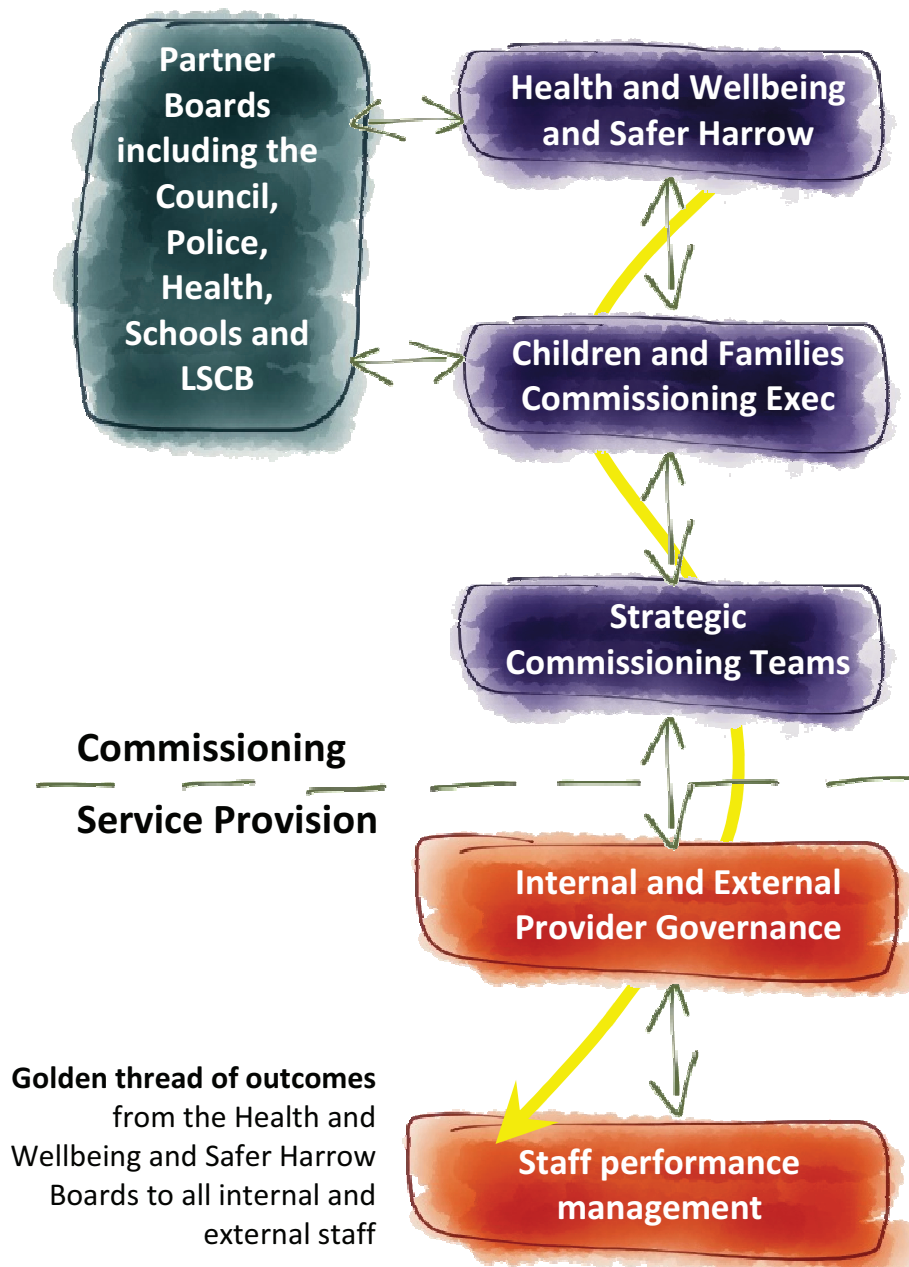 Partner
Boards
including the
Council,
Police,
Health,
Schools and
LSCB
Health and Wellbeing
and Safer Harrow
Children and Families
Commissioning Exec
Strategic
Commissioning Teams
Commissioning
Service Provision
Internal and External
Provider Governance
Golden thread of outcomes
from the Health and
Wellbeing and Safer Harrow
Boards to all internal and
external staff
Staff performance
management